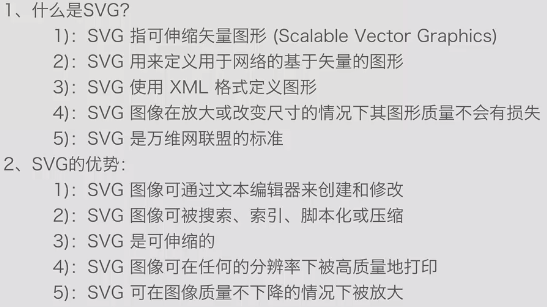 1、什么是SVG?
1)：SVG 指可伸缩矢量图形 (Scalable Vector Graphics)
2)：SVG 用来定义用于网络的基于矢量的图形
3)：SVG 使用 XML 格式定义图形
4)：SVG 图像在放大或改变尺寸的情况下其图形质量不会有损失
5)：SVG 是万维网联盟的标准
2、SVG的优势：
1)：SVG 图像可通过文本编辑器来创建和修改
2)：SVG 图像可被搜索、索引、脚本化或压缩
3)：SVG 是可伸缩的
4)：SVG 图像可在任何的分辨率下被高质量地打印
5)：SVG 可在图像质量不下降的情况下被放大